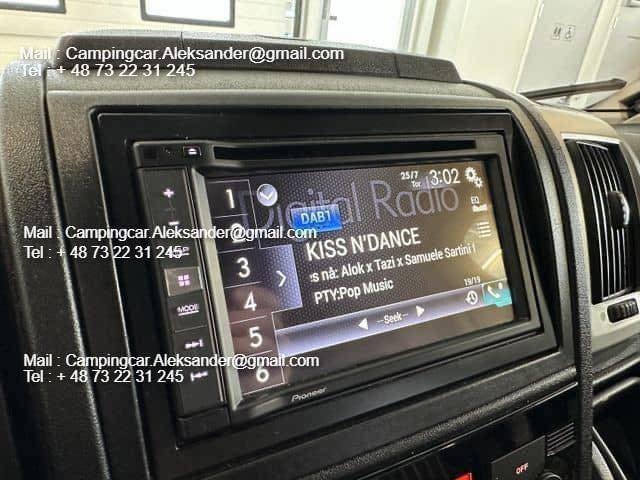 Mail : Campingcar.Aleksander@gmail.com
Tel : + 48 73 22 31 245
25/7
Tor
3:02
Digital Radio
DAB1
EQ
KISS N'DANCE
s nå: Alok x Tazi x Samuele Sartini
PTY:Pop Music
19/19
--Seek--
1
2
3
4
5
6
+
−
MODE
Pioneer
OFF
Mail : Campingcar.Aleksander@gmail.com
Tel : + 48 73 22 31 245
Mail : Campingcar.Aleksander@gmail.com
Tel : + 48 73 22 31 245